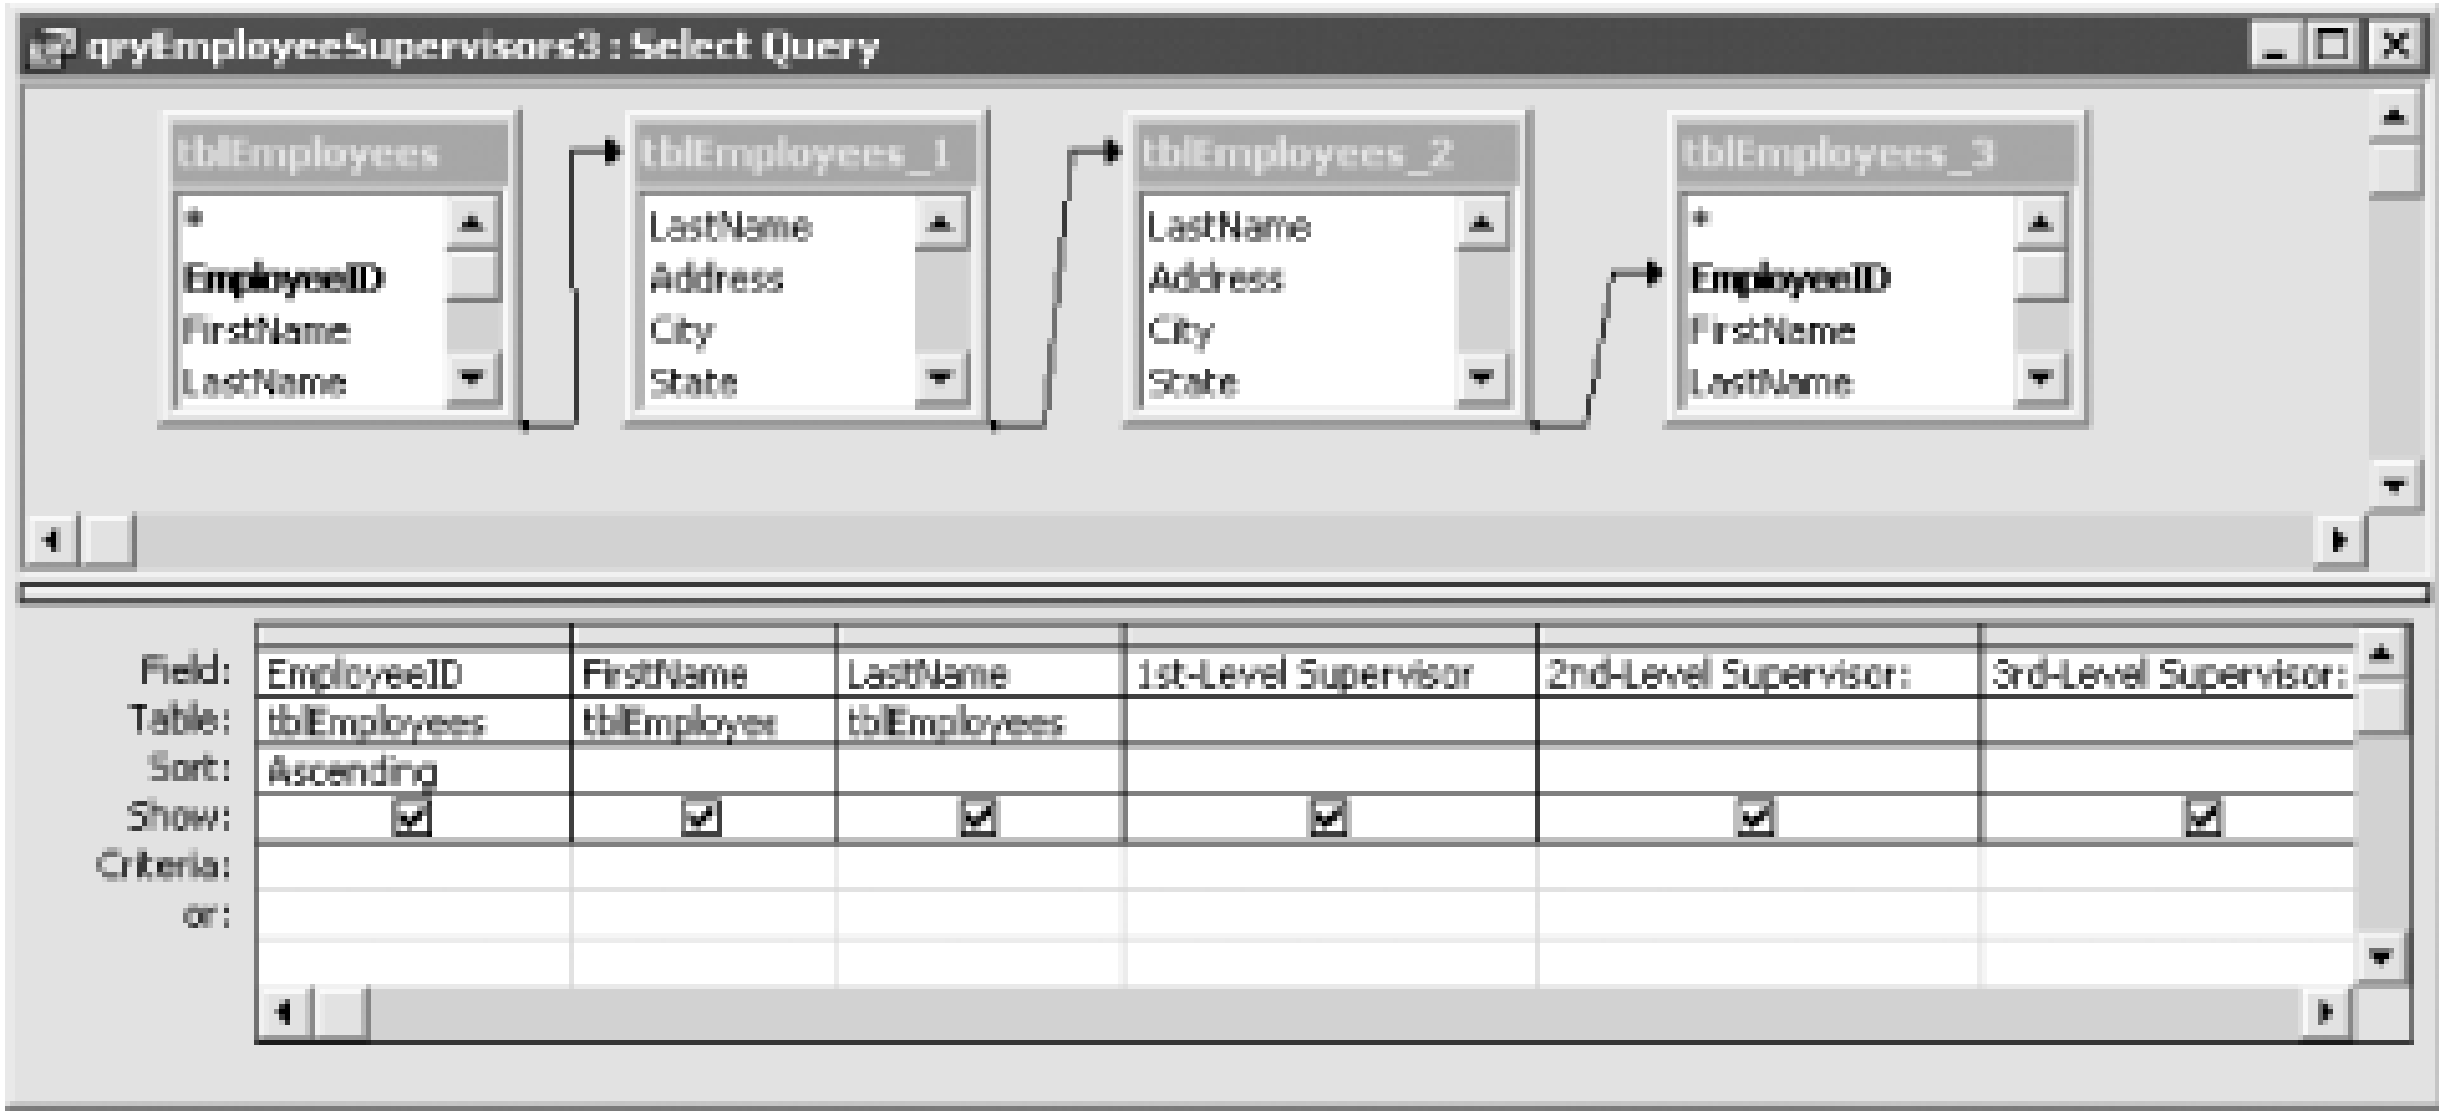 qryEmployeeSupervisors3 : Select Query
tblEmployees tblEmployees_1 tblEmployees_2 tblEmployees_3
* LastName LastName *
EmployeeID Address Address EmployeeID
FirstName City City FirstName
LastName State State LastName
Field: EmployeeID FirstName LastName 1st-Level Supervisor 2nd-Level Supervisor: 3rd-Level Supervisor:
Table: tblEmployees tblEmployee tblEmployees
Sort: Ascending
Show:
Criteria:
or: